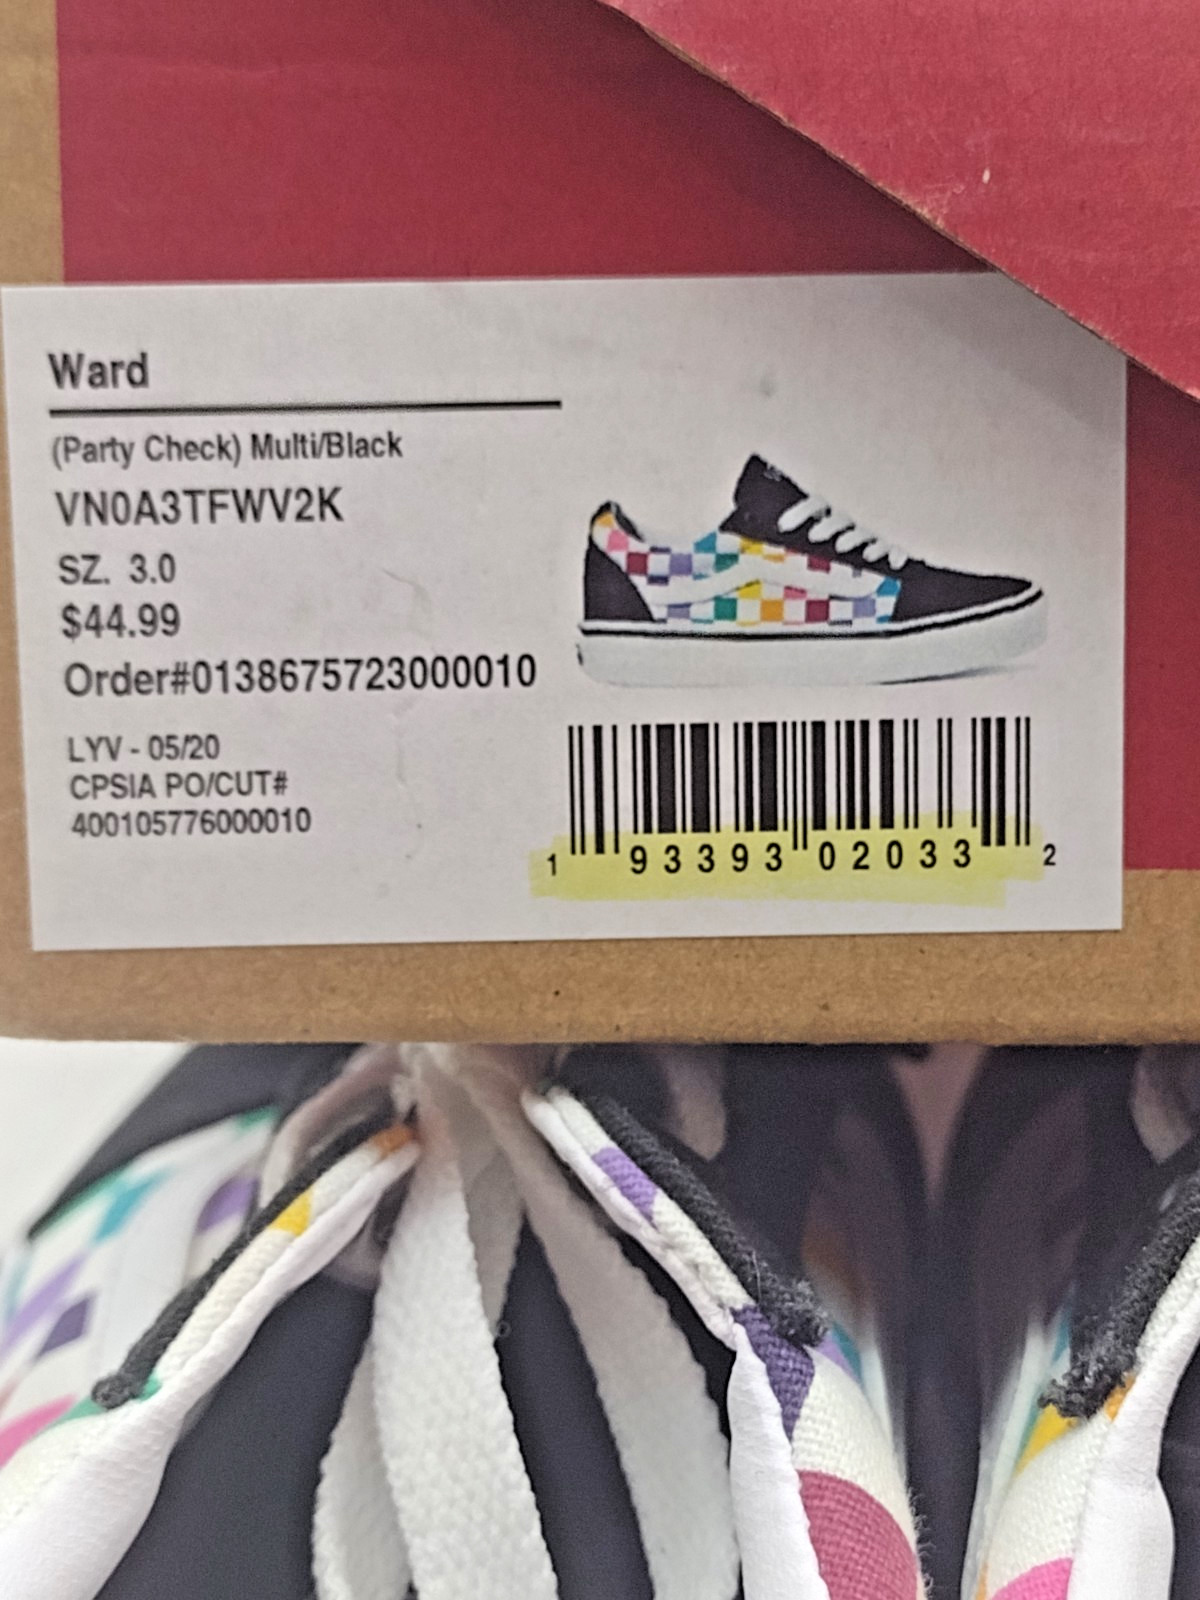 Ward
(Party Check) Multi/Black
VN0A3TFWV2K
SZ. 3.0
$44.99
Order#0138675723000010
LYV - 05/20
CPSIA PO/CUT#
400105776000010
1 93393 02033 2